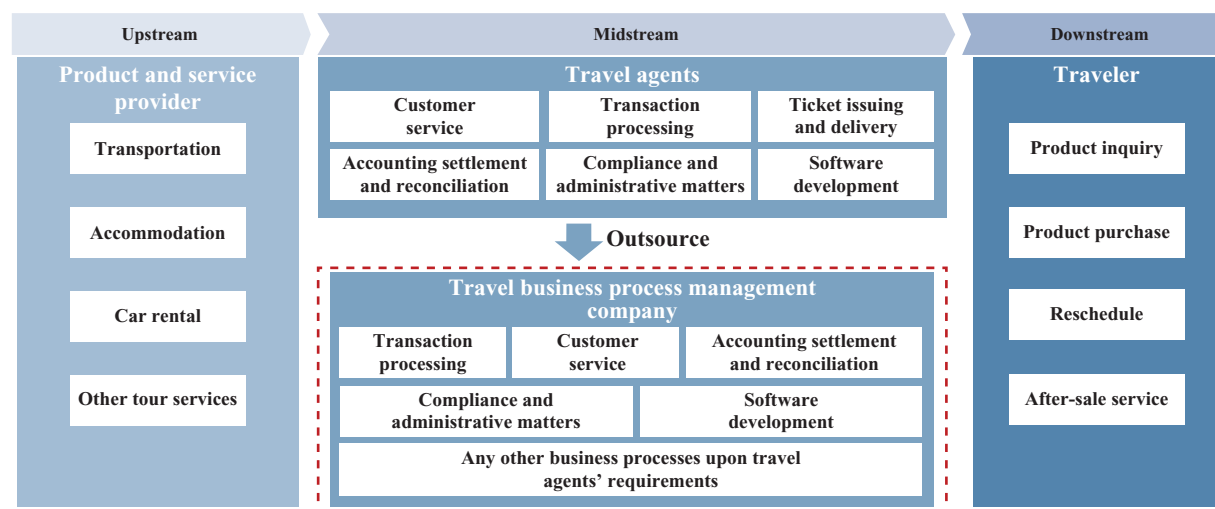 Upstream
Midstream
Downstream
Product and service
provider
Transportation
Accommodation
Car rental
Other tour services
Travel agents
Customer
service
Transaction
processing
Ticket issuing
and delivery
Accounting settlement
and reconciliation
Compliance and
administrative matters
Software
development
Outsource
Travel business process management
company
Transaction
processing
Customer
service
Accounting settlement
and reconciliation
Compliance and
administrative matters
Software
development
Any other business processes upon travel
agents’ requirements
Traveler
Product inquiry
Product purchase
Reschedule
After-sale service